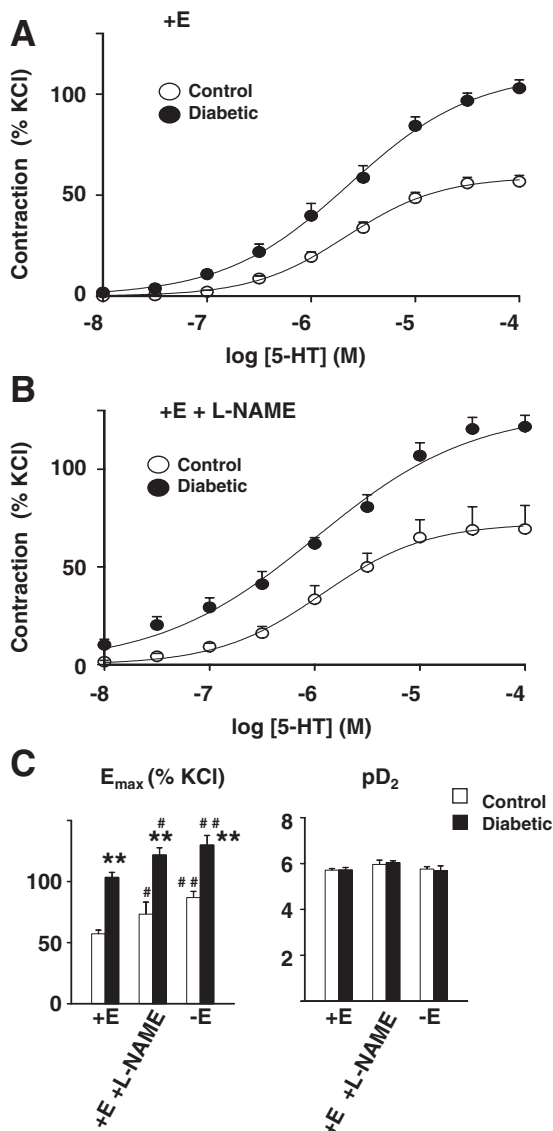 A
+E
Contraction (% KCl)
100
50
0
Control
Diabetic
-8 -7 -6 -5 -4
log [5-HT] (M)
B
+E + L-NAME
Contraction (% KCl)
100
50
0
Control
Diabetic
-8 -7 -6 -5 -4
log [5-HT] (M)
C
Emax (% KCl)
pD2
Control
Diabetic
100
50
0
**
#
#
**
##
##
**
+E
+E +L-NAME
-E
8
6
4
2
+E
+E +L-NAME
-E